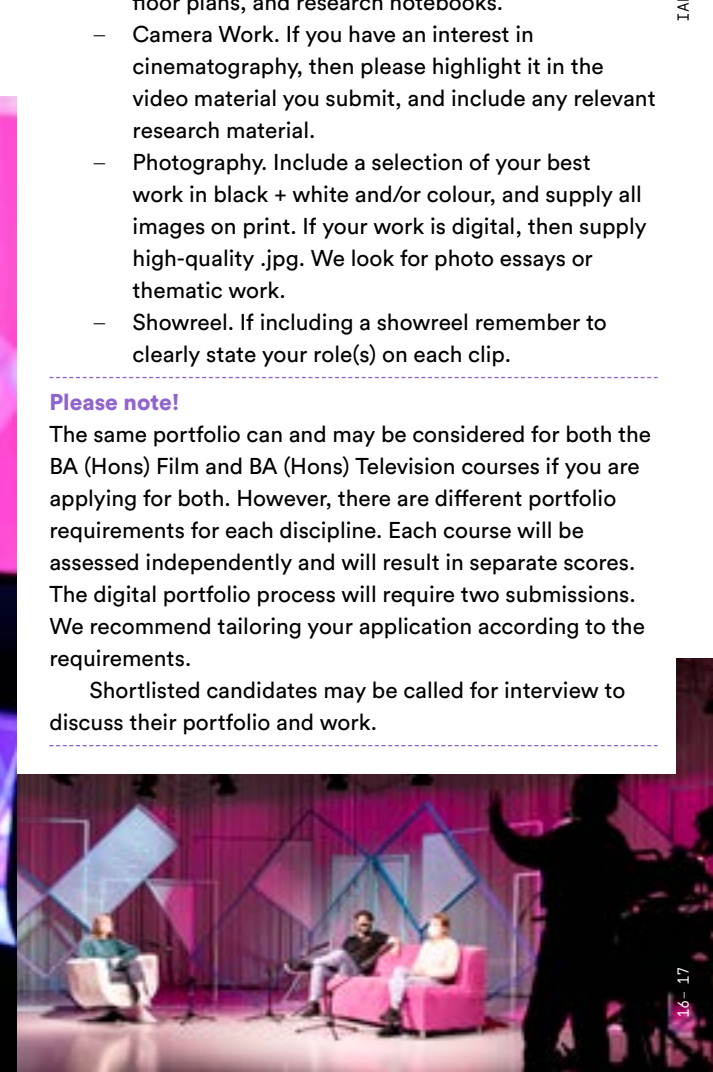 floor plans, and research notebooks.
– Camera Work. If you have an interest in
cinematography, then please highlight it in the
video material you submit, and include any relevant
research material.
– Photography. Include a selection of your best
work in black + white and/or colour, and supply all
images on print. If your work is digital, then supply
high-quality .jpg. We look for photo essays or
thematic work.
– Showreel. If including a showreel remember to
clearly state your role(s) on each clip.
Please note!
The same portfolio can and may be considered for both the
BA (Hons) Film and BA (Hons) Television courses if you are
applying for both. However, there are different portfolio
requirements for each discipline. Each course will be
assessed independently and will result in separate scores.
The digital portfolio process will require two submissions.
We recommend tailoring your application according to the
requirements.
Shortlisted candidates may be called for interview to
discuss their portfolio and work.
16– 17